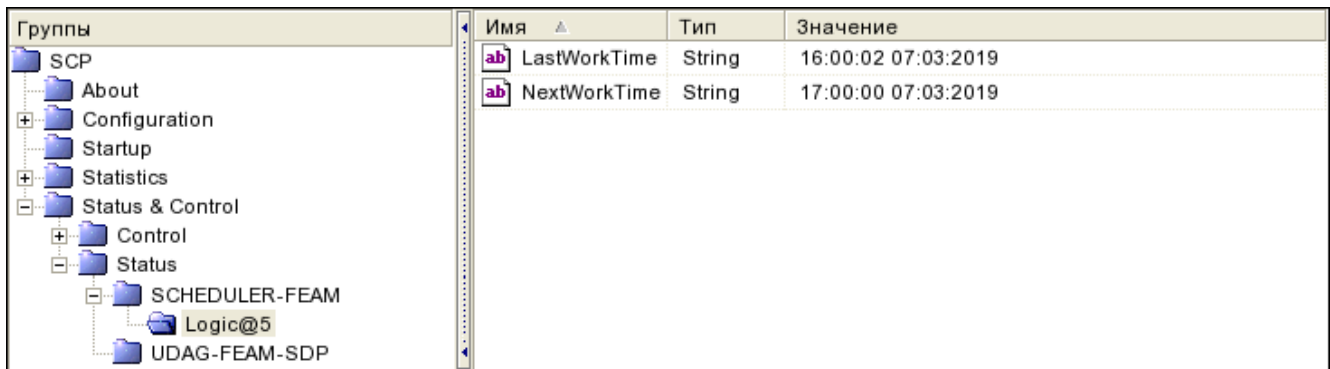 Группы
SCP
About
Configuration
Startup
Statistics
Status & Control
Control
Status
SCHEDULER-FEAM
Logic@5
UDAG-FEAM-SDP
Имя Тип Значение
ab LastWorkTime String 16:00:02 07:03:2019
ab NextWorkTime String 17:00:00 07:03:2019